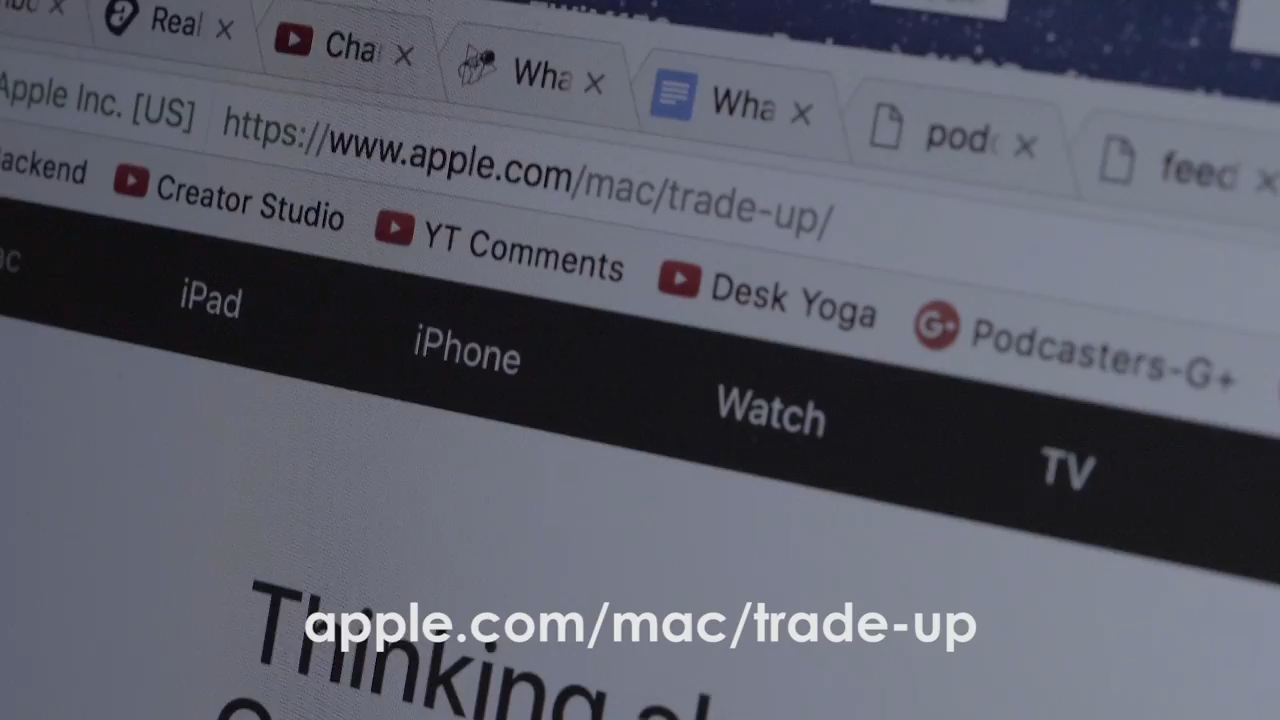 Real Cha Wha Wha pod feed
Apple Inc. [US] https://www.apple.com/mac/trade-up/
Creator Studio YT Comments Desk Yoga Podcasters-G+
iPad iPhone Watch TV
Thinking
apple.com/mac/trade-up